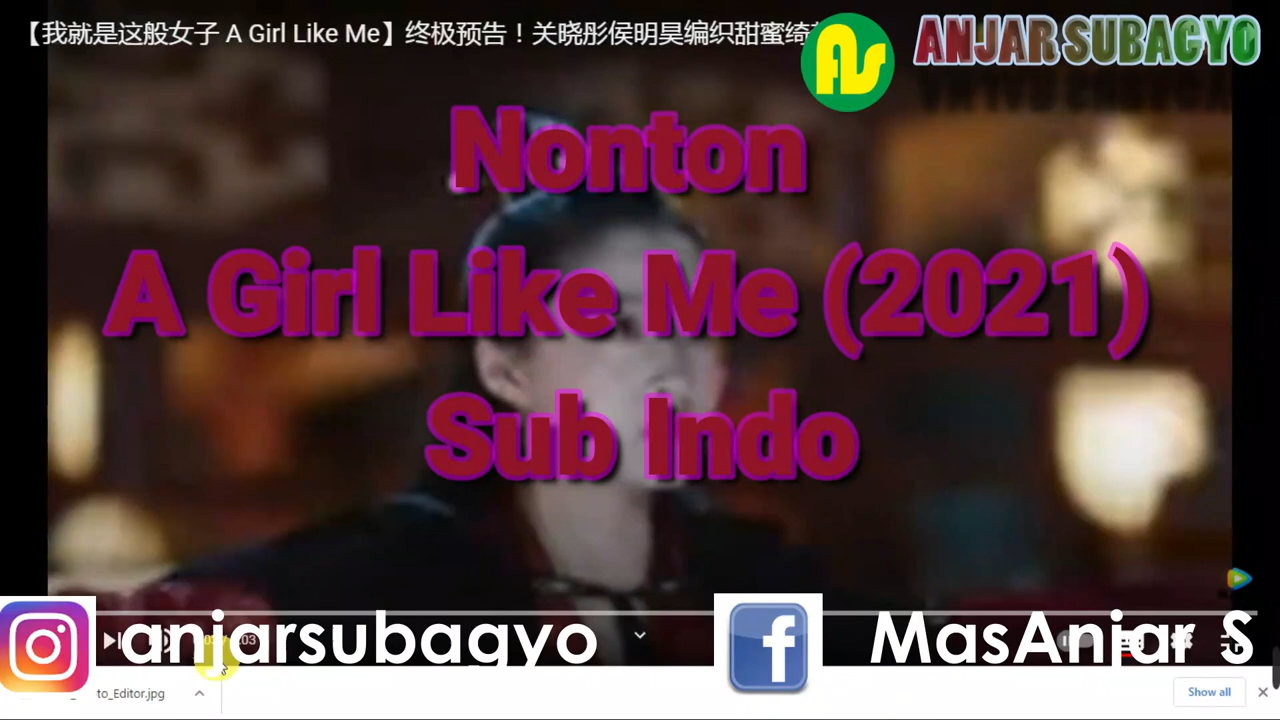 【我就是这般女子 A Girl Like Me】终极预告！关晓彤侯明昊编织甜蜜绮
AS
ANJAR SUBAGYO
Nonton
A Girl Like Me (2021)
Sub Indo
anjarsubagyo
f
MasAnjar S
to_Editor.jpg
Show all